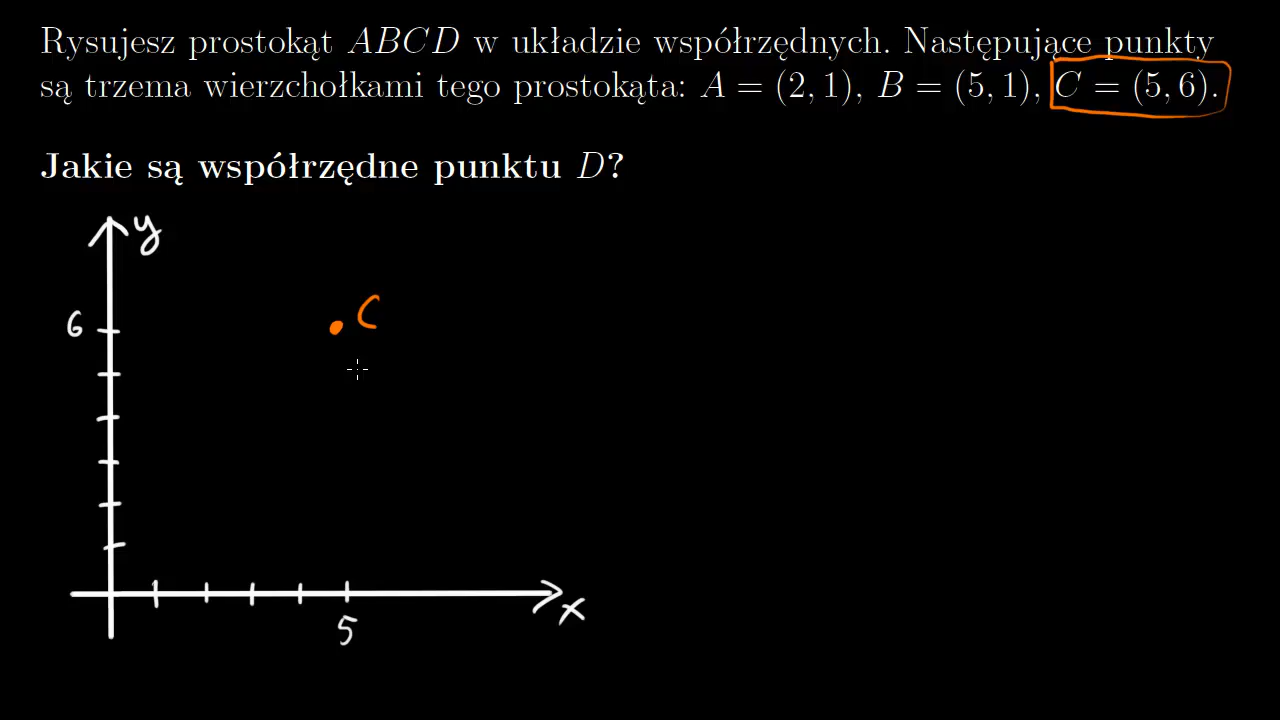 Rysujesz prostokąt ABCD w układzie współrzędnych. Następujące punkty
są trzema wierzchołkami tego prostokąta: A = (2, 1), B = (5, 1), C = (5, 6).
Jakie są współrzędne punktu D?
y
6
C
x
5